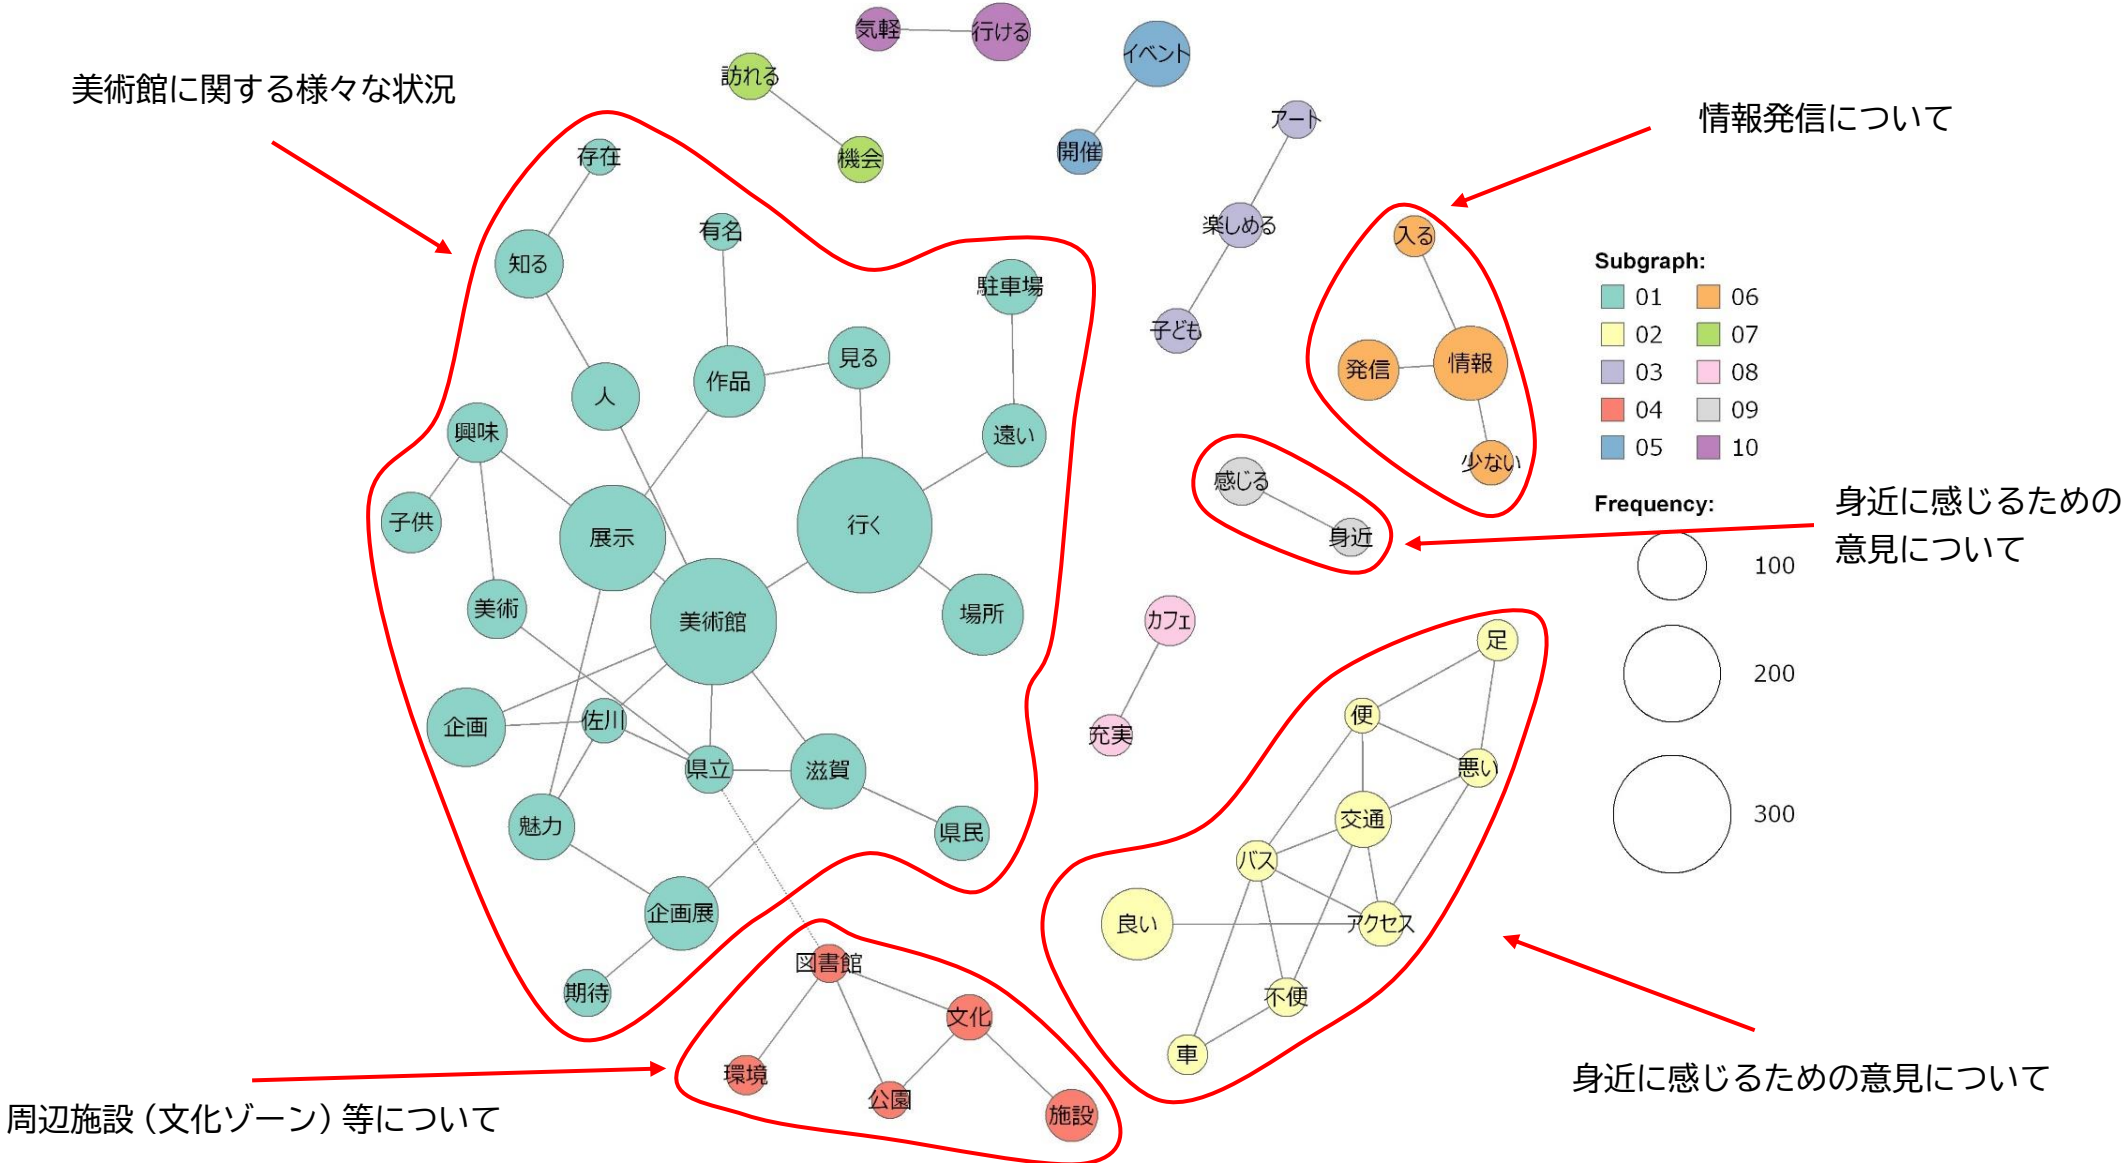 気軽
行ける
イベント
訪れる
美術館に関する様々な状況
アート
情報発信について
機会
開催
存在
有名
楽しめる
入る
知る
駐車場
Subgraph:
01 06
02 07
03 08
04 09
05 10
子ども
見る
作品
人
発信
情報
興味
遠い
少ない
感じる
Frequency:
身近に感じるための
意見について
子供
展示
行く
身近
100
美術
場所
美術館
カフェ
足
200
企画
佐川
便
充実
県立
滋賀
悪い
300
魅力
県民
交通
バス
企画展
良い
アクセス
図書館
期待
不便
文化
車
環境
公園
施設
身近に感じるための意見について
周辺施設（文化ゾーン）等について